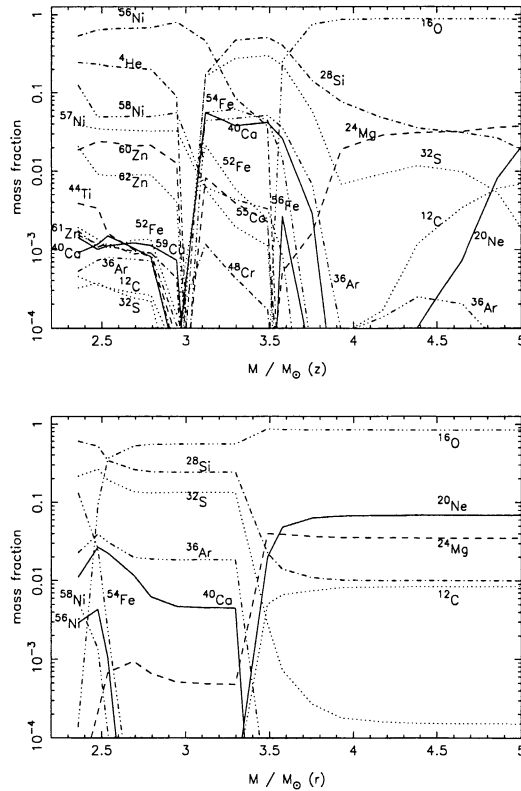 ⁵⁶Ni
¹⁶O
⁴He
²⁸Si
⁵⁴Fe
⁵⁷Ni
⁵⁸Ni
⁴⁰Ca
²⁴Mg
⁶⁰Zn
⁵²Fe
³²S
⁶²Zn
⁴⁴Ti
⁵⁶Fe
⁵⁵Co
¹²C
⁶¹Zn
⁵²Fe
⁵⁹Cu
²⁰Ne
⁴⁰Ca
³⁶Ar
⁴⁸Cr
³⁶Ar
¹²C
³⁶Ar
³²S
mass fraction
1
0.1
0.01
10⁻³
10⁻⁴
2.5
3
3.5
4
4.5
5
M / M⊙ (z)
¹⁶O
²⁸Si
³²S
²⁰Ne
³⁶Ar
²⁴Mg
⁵⁸Ni
⁵⁴Fe
⁴⁰Ca
¹²C
⁵⁶Ni
mass fraction
1
0.1
0.01
10⁻³
10⁻⁴
2.5
3
3.5
4
4.5
5
M / M⊙ (r)